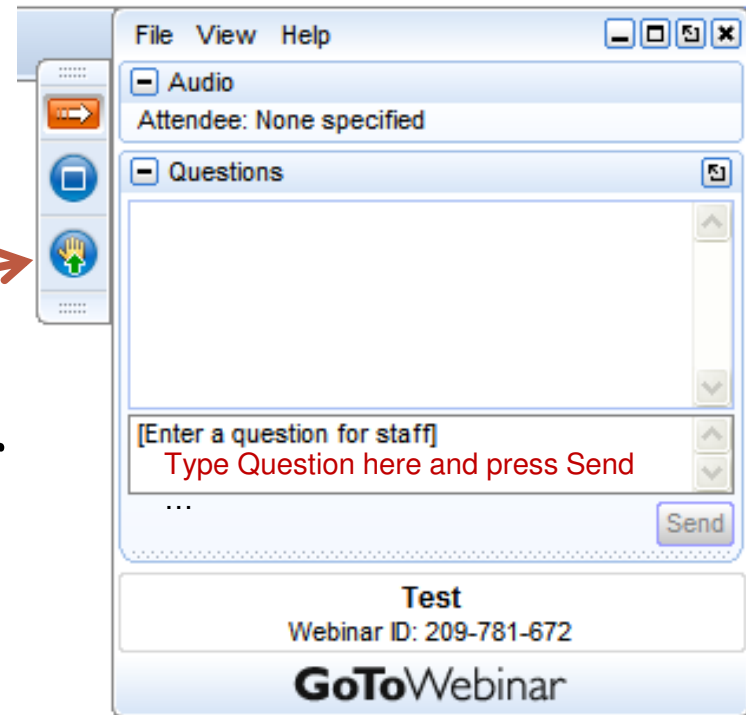 File View Help
Audio
Attendee: None specified
Questions
[Enter a question for staff]
Type Question here and press Send
...
Send
Test
Webinar ID: 209-781-672
GoToWebinar